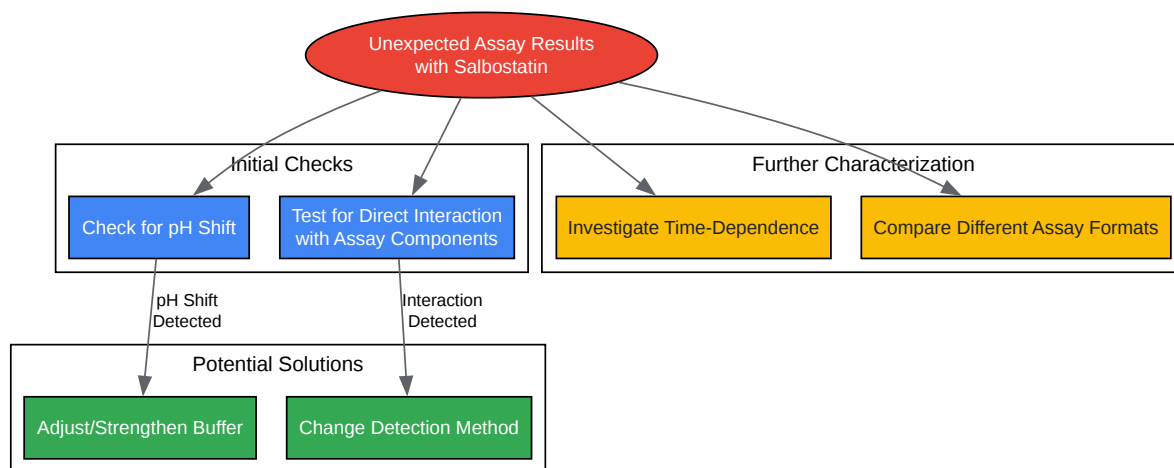 Unexpected Assay Results
with Salbostatin
Initial Checks
Further Characterization
Check for pH Shift
Test for Direct Interaction
with Assay Components
Investigate Time-Dependence
Compare Different Assay Formats
pH Shift
Detected
Interaction
Detected
Potential Solutions
Adjust/Strengthen Buffer
Change Detection Method